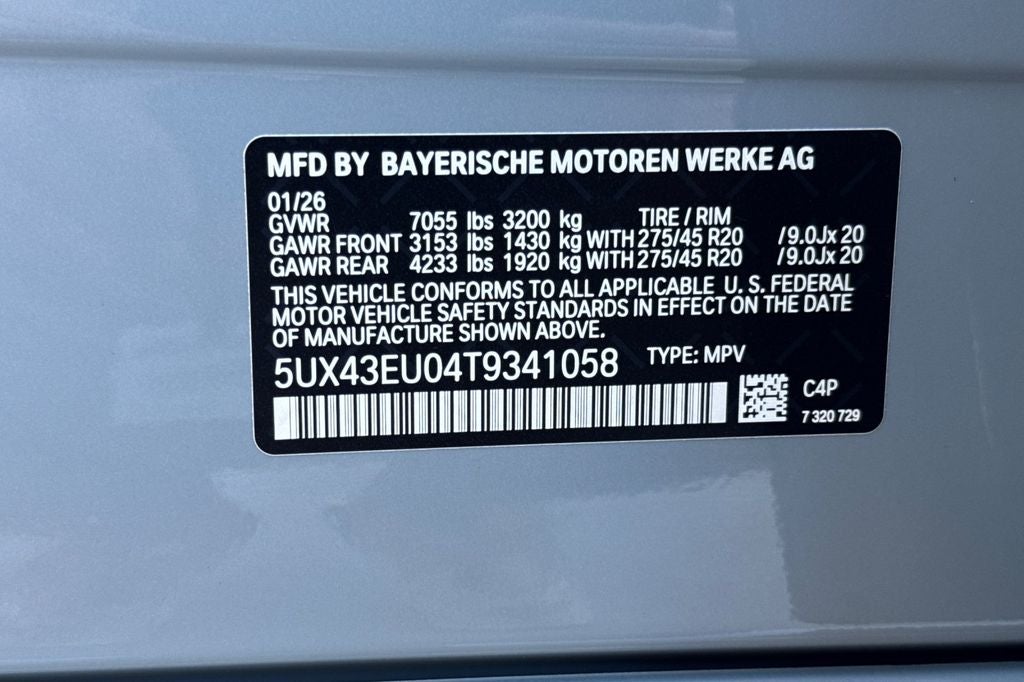 MFD BY BAYERISCHE MOTOREN WERKE AG
01/26
GVWR 7055 lbs 3200 kg TIRE / RIM
GAWR FRONT 3153 lbs 1430 kg WITH 275/45 R20 /9.0Jx 20
GAWR REAR 4233 lbs 1920 kg WITH 275/45 R20 /9.0Jx 20
THIS VEHICLE CONFORMS TO ALL APPLICABLE U. S. FEDERAL
MOTOR VEHICLE SAFETY STANDARDS IN EFFECT ON THE DATE
OF MANUFACTURE SHOWN ABOVE.
5UX43EU04T9341058 TYPE: MPV
C4P
7 320 729